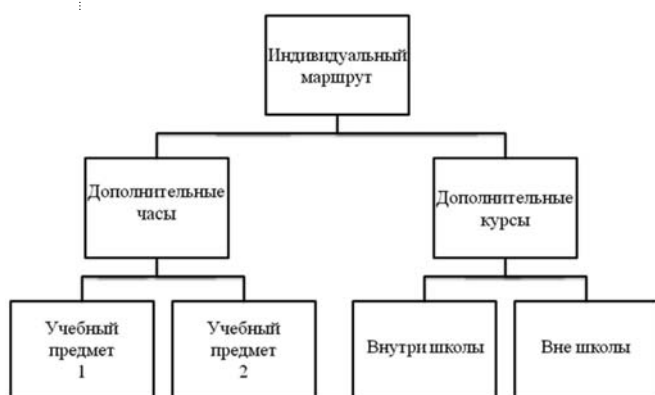 Индивидуальный
маршрут
Дополнительные
часы
Дополнительные
курсы
Учебный
предмет
1
Учебный
предмет
2
Внутри школы
Вне школы